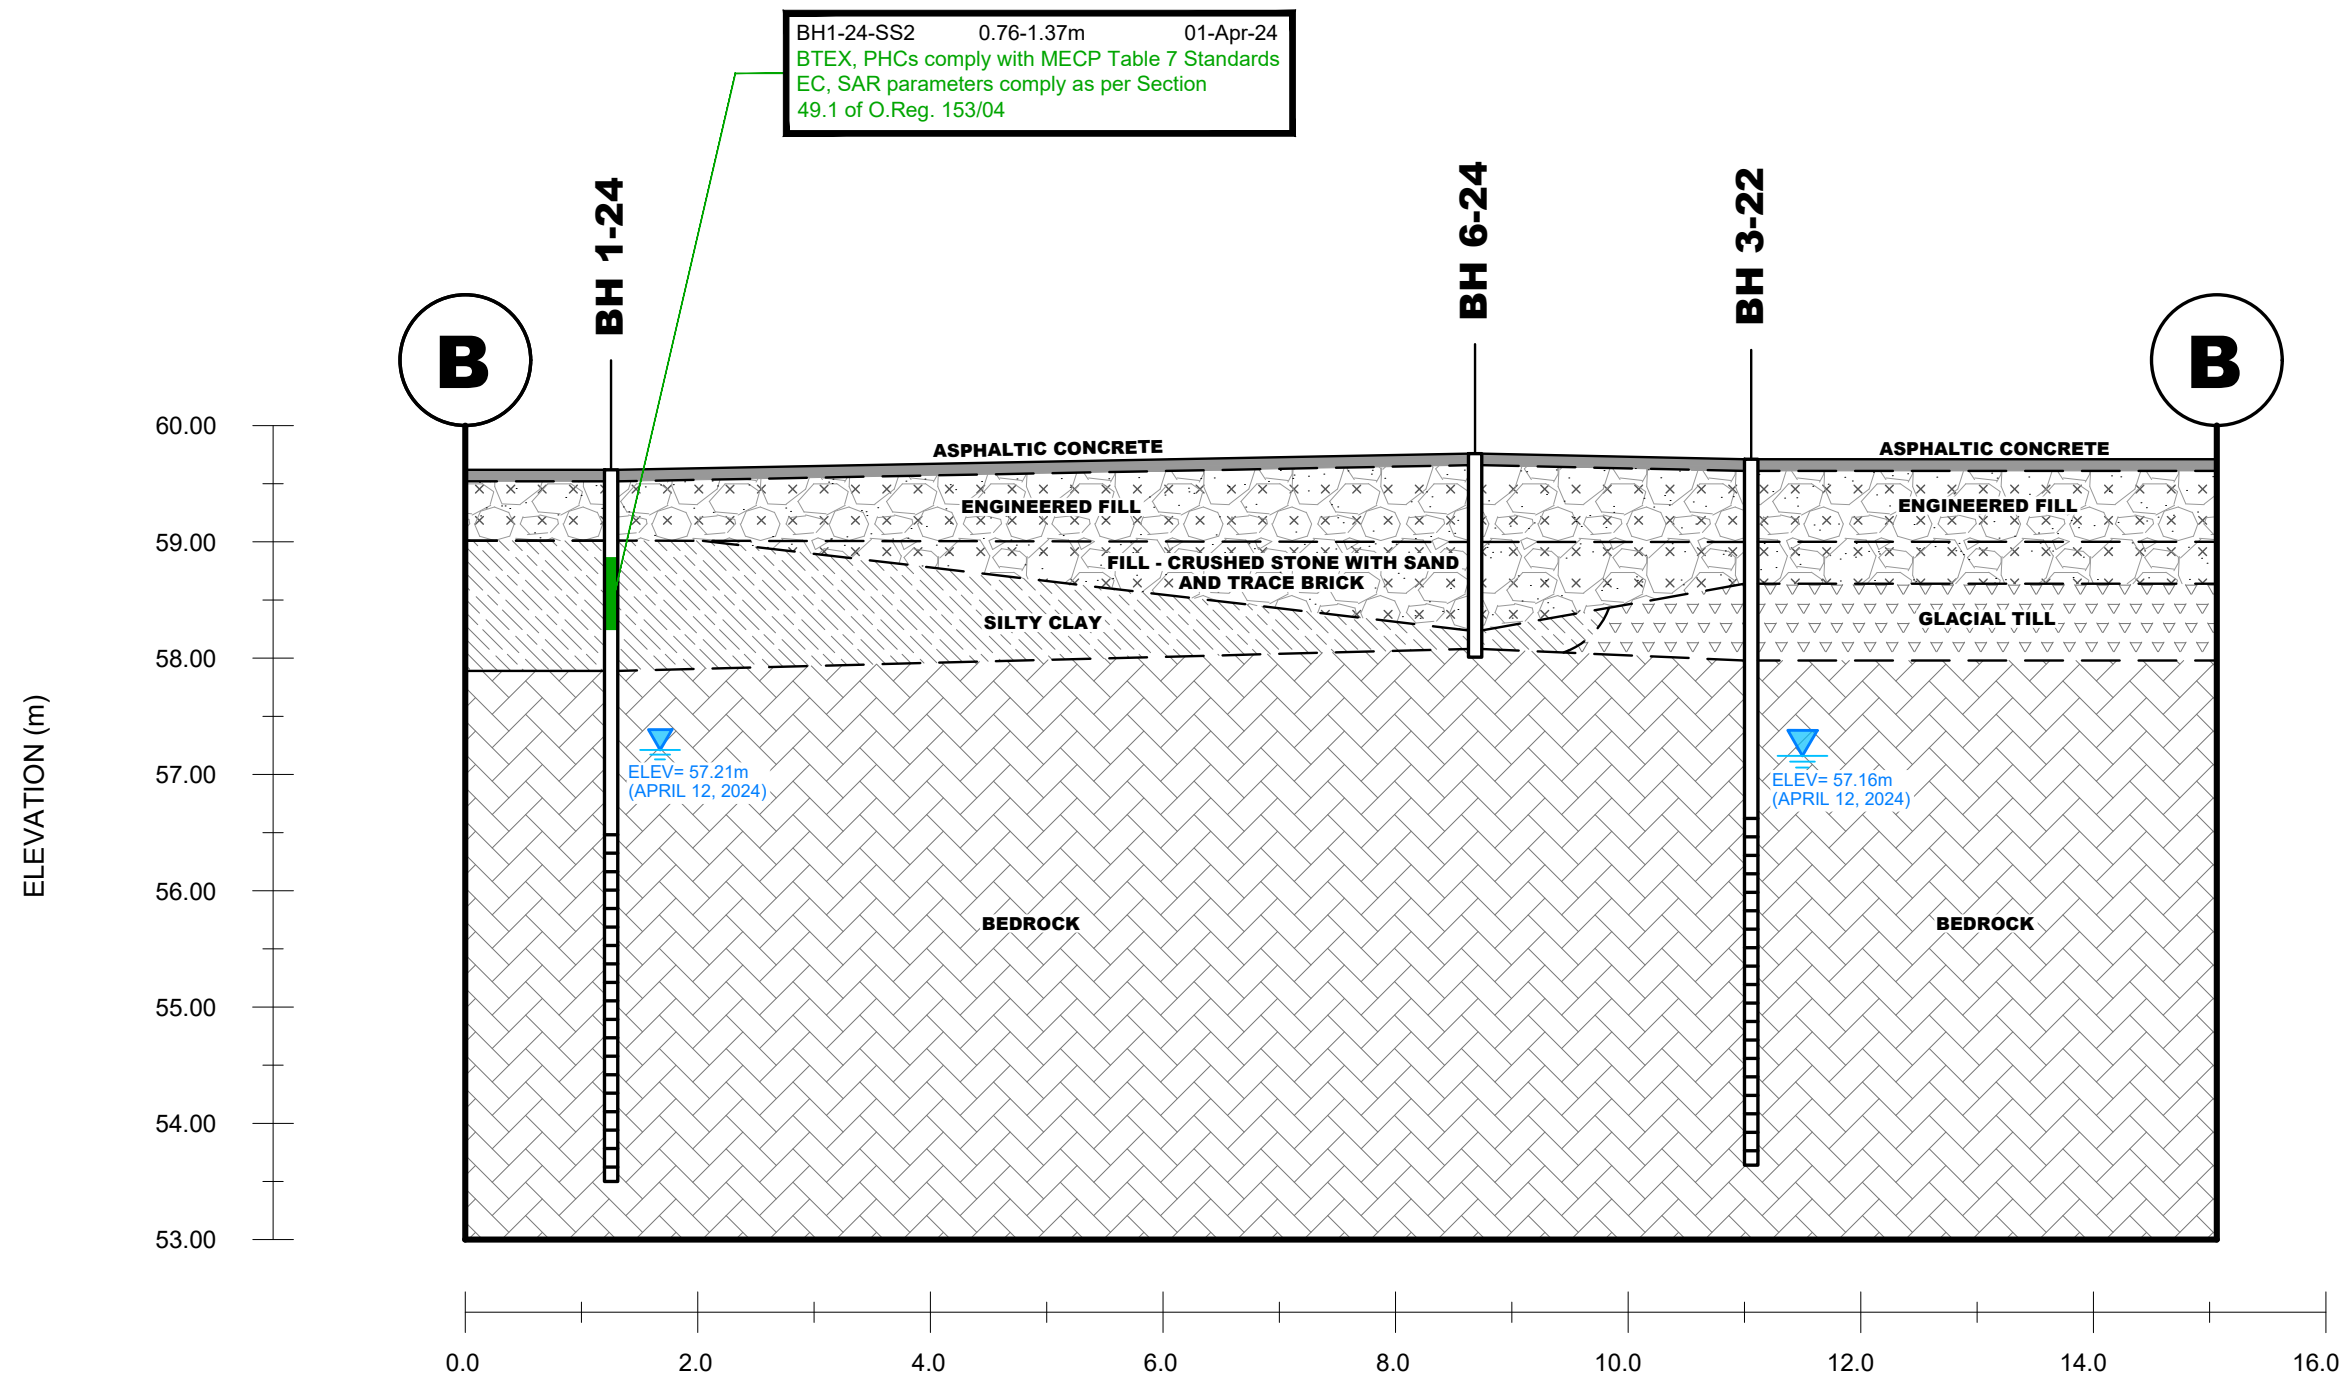 BH1-24-SS2 0.76-1.37m 01-Apr-24
BTEX, PHCs comply with MECP Table 7 Standards
EC, SAR parameters comply as per Section
49.1 of O.Reg. 153/04
BH 1-24
BH 6-24
BH 3-22
B
B
ASPHALTIC CONCRETE
ASPHALTIC CONCRETE
ENGINEERED FILL
ENGINEERED FILL
FILL - CRUSHED STONE WITH SAND
AND TRACE BRICK
SILTY CLAY
GLACIAL TILL
ELEV= 57.21m
(APRIL 12, 2024)
ELEV= 57.16m
(APRIL 12, 2024)
BEDROCK
BEDROCK
ELEVATION (m)
60.00
59.00
58.00
57.00
56.00
55.00
54.00
53.00
0.0 2.0 4.0 6.0 8.0 10.0 12.0 14.0 16.0